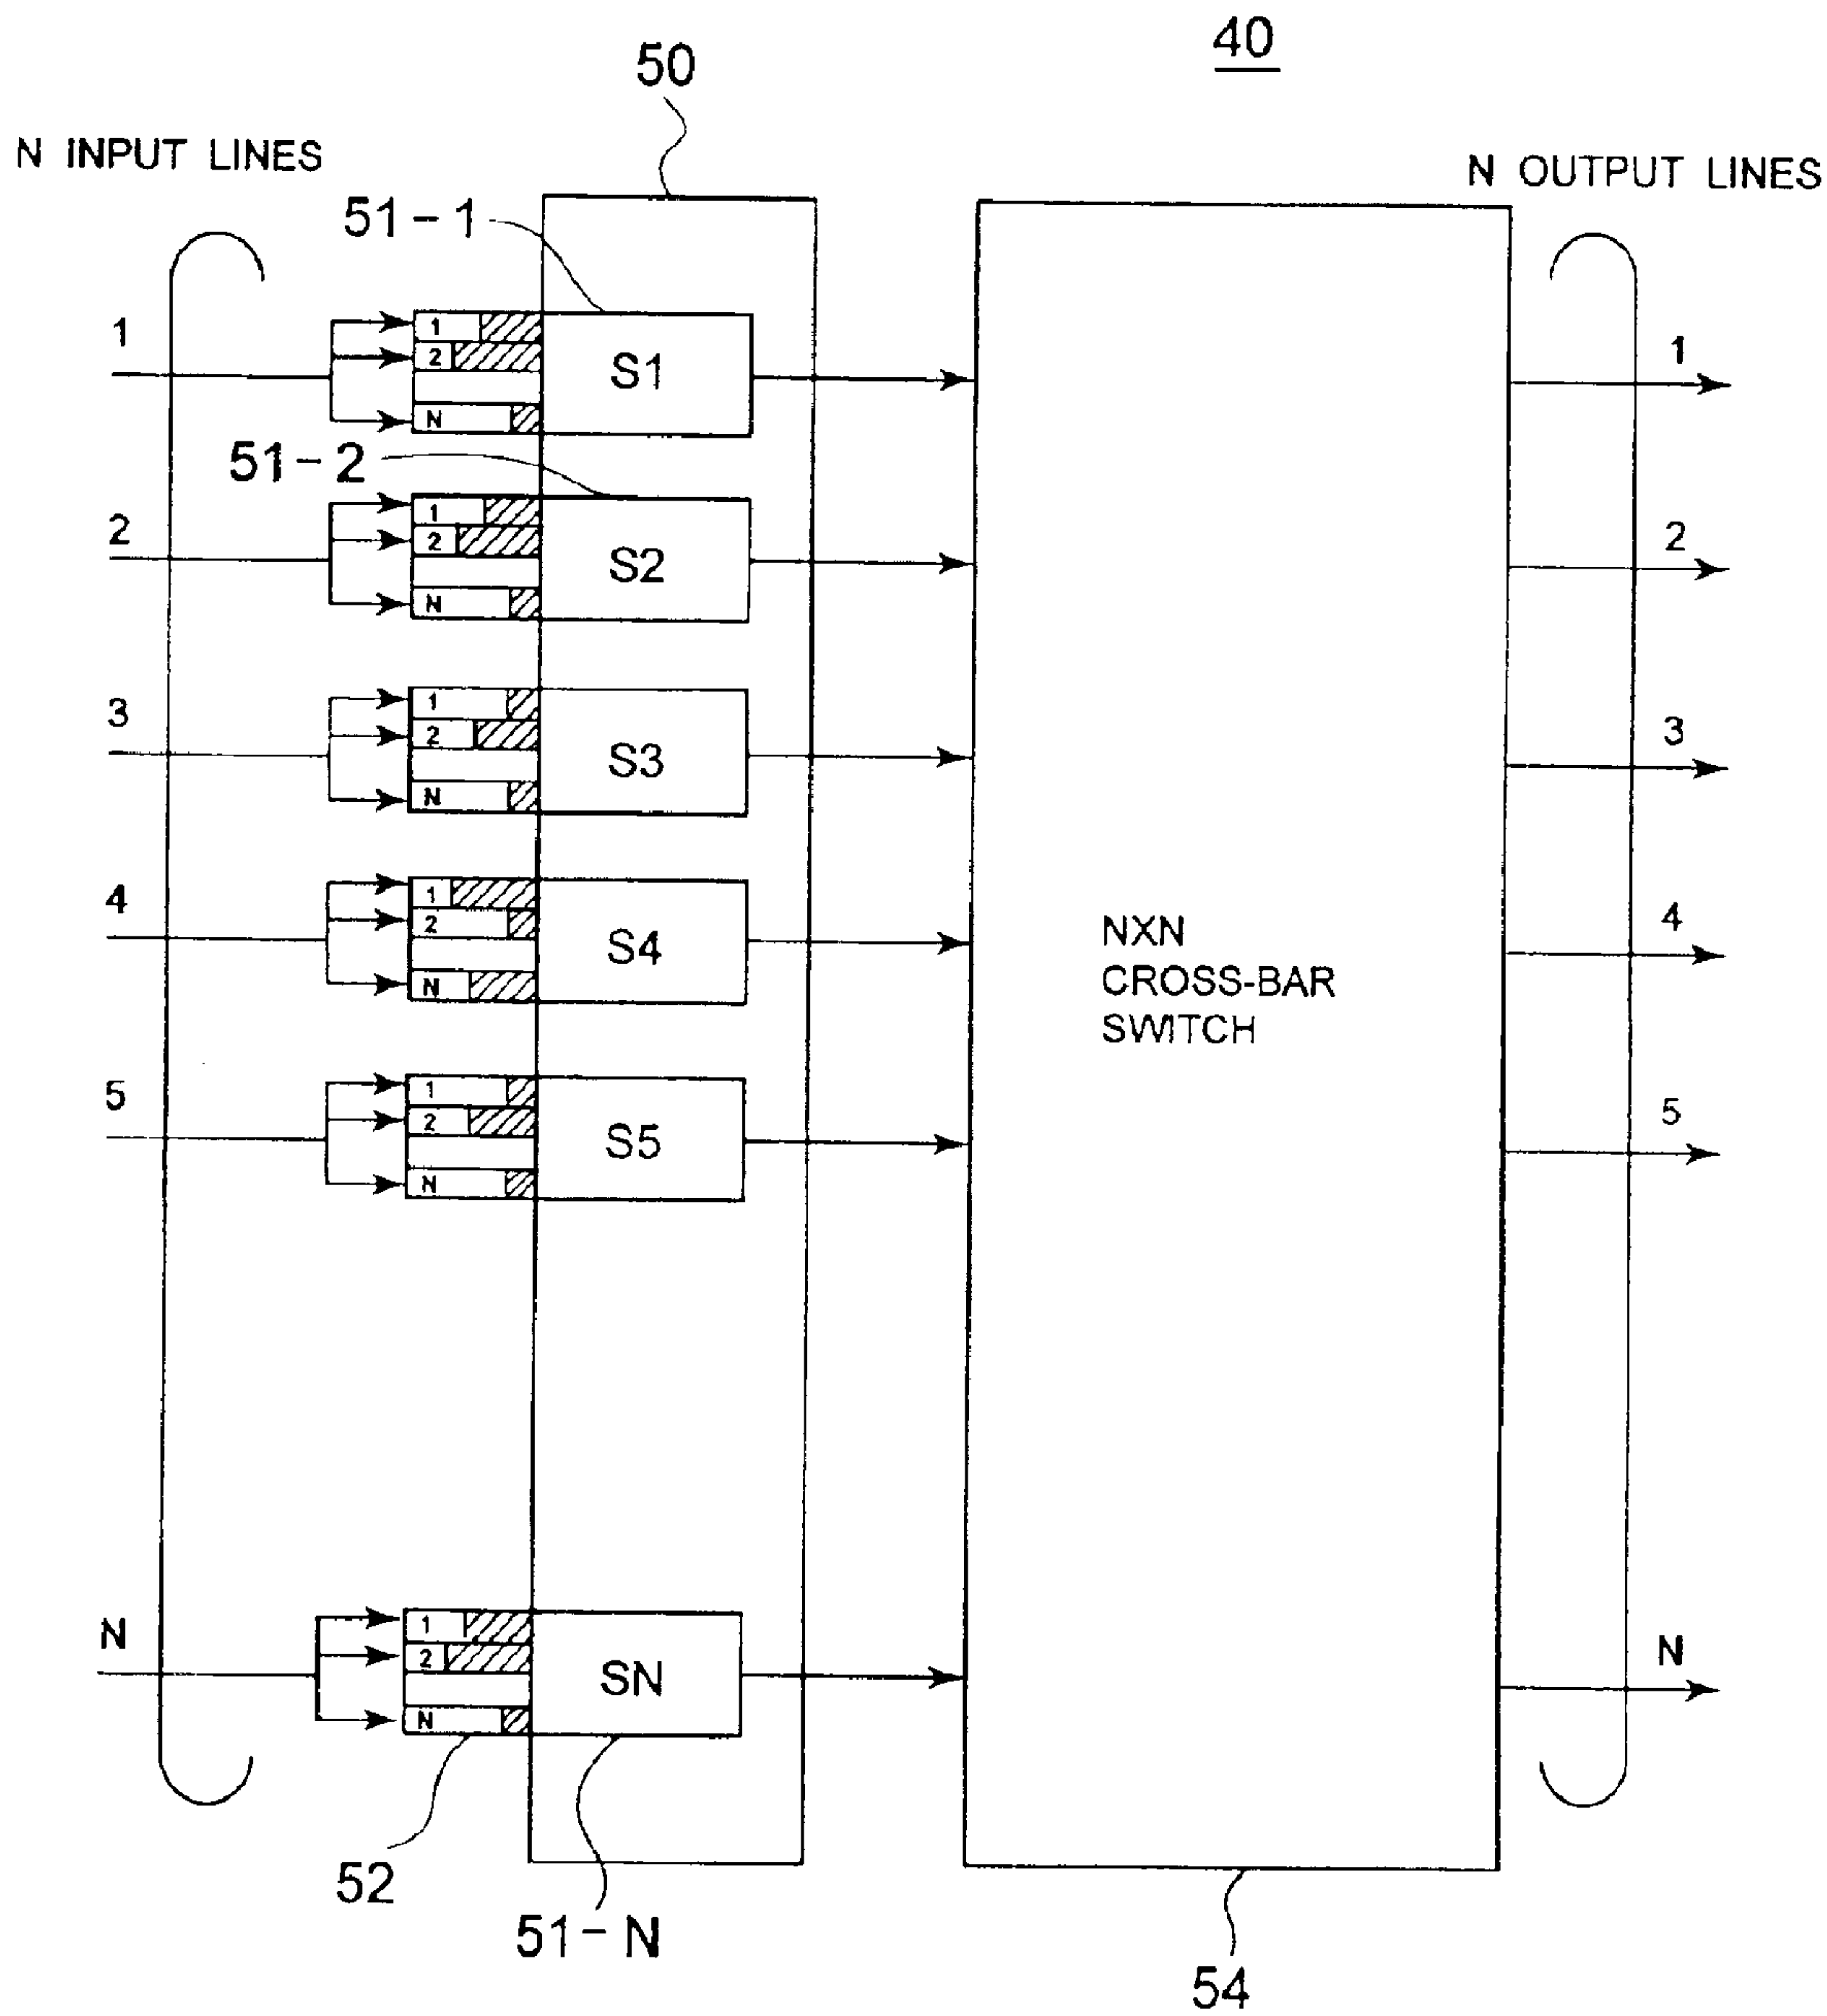 40
50
N INPUT LINES
N OUTPUT LINES
51-1
1
1
2
N
S1
1
51-2
2
1
2
N
S2
2
3
1
2
N
S3
3
4
1
2
N
S4
4
NXN
CROSS-BAR
SWITCH
5
1
2
N
S5
5
N
1
2
N
SN
N
52
51-N
54